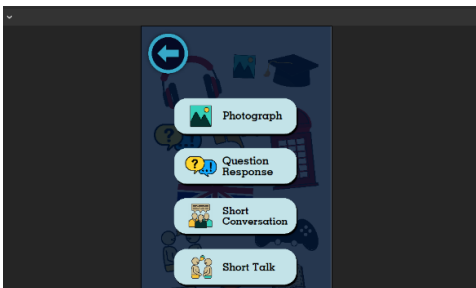 Photograph
Question
Response
Short
Conversation
Short Talk